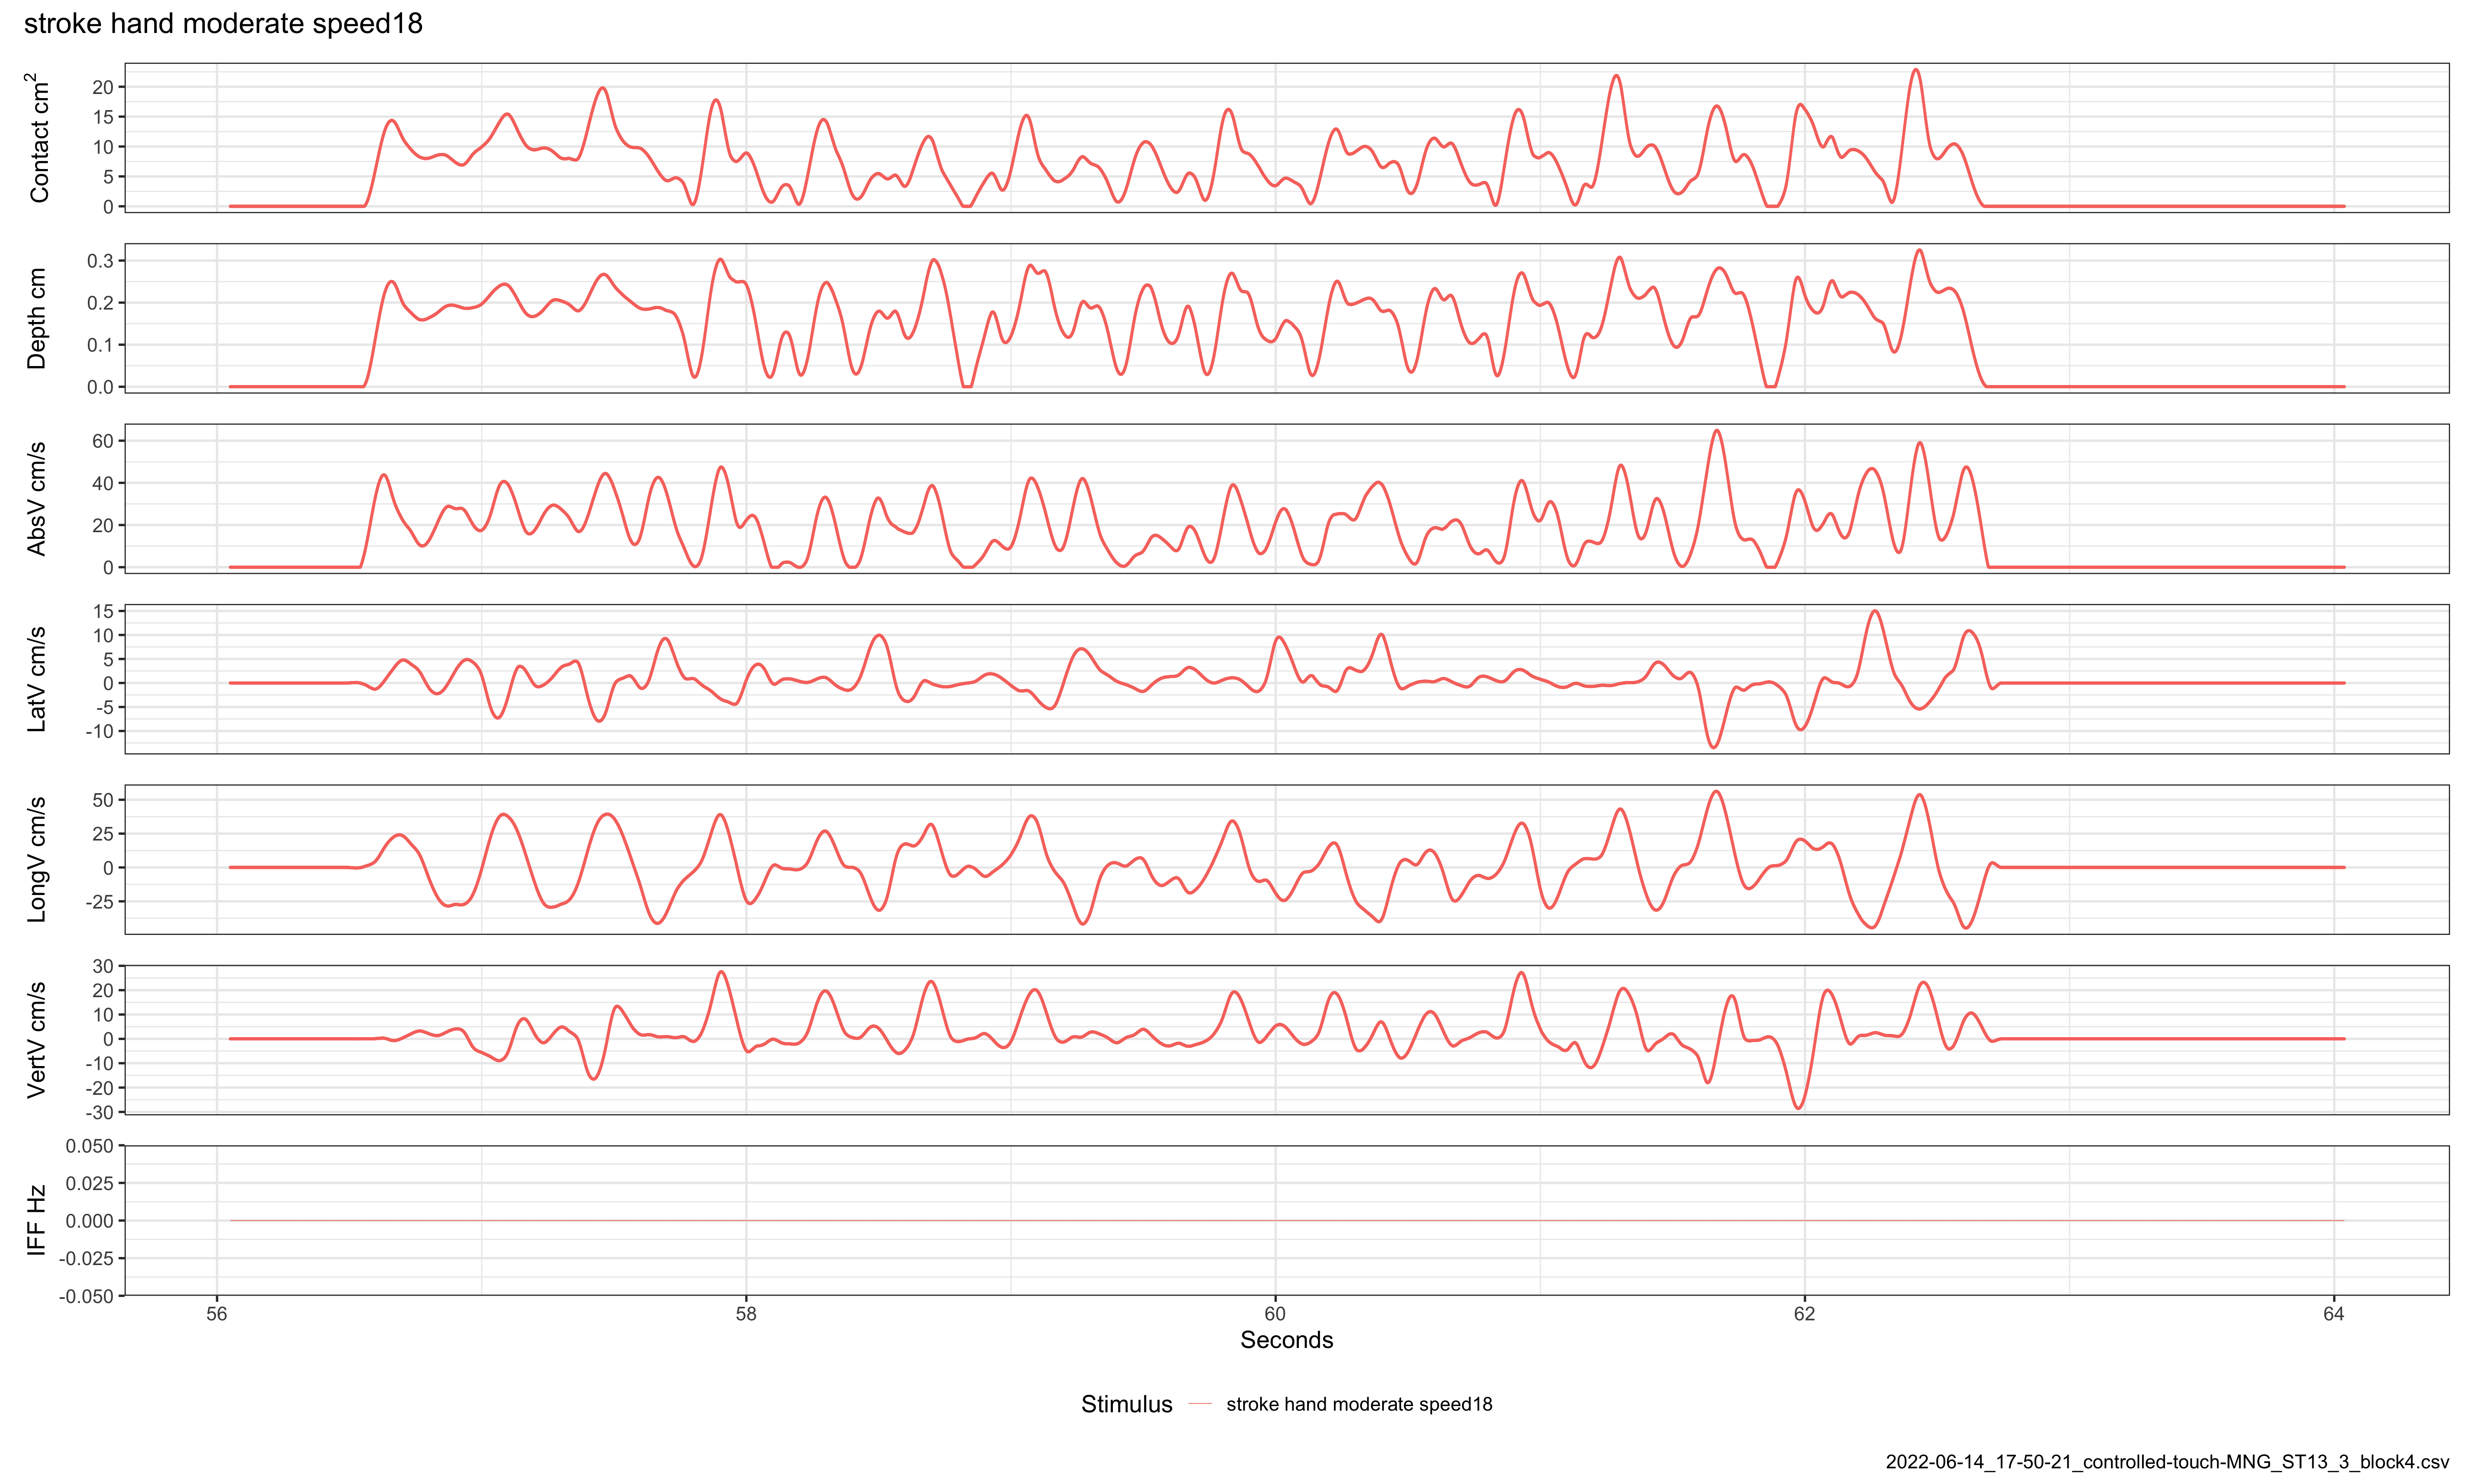 stroke hand moderate speed18
Contact cm²
20
15
10
5
0
Depth cm
0.3
0.2
0.1
0.0
AbsV cm/s
60
40
20
0
LatV cm/s
15
10
5
0
-5
-10
LongV cm/s
50
25
0
-25
VertV cm/s
30
20
10
0
-10
-20
-30
IFF Hz
0.050
0.025
0.000
-0.025
-0.050
56 58 60 62 64
Seconds
Stimulus stroke hand moderate speed18
2022-06-14_17-50-21_controlled-touch-MNG_ST13_3_block4.csv